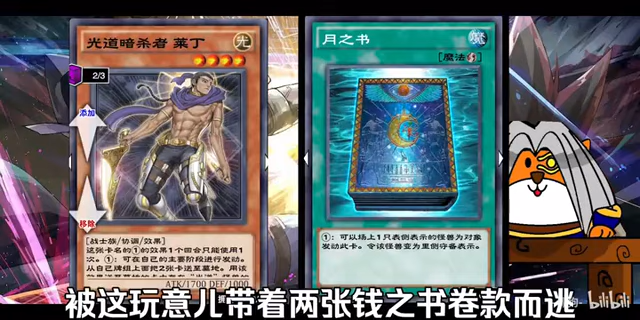 光道暗杀者 莱丁
光
2/3
添加
移除
[战士族/协调/效果]
这张卡名的①的效果1个回合只能使用1
次。①：可在自己的主要阶段进行发动。
从自己牌组上面把2张送至墓地。用该
ATK/1700 DEF/1000
月之书
魔
[魔法]
①：可以场上1只表侧表示的怪兽为对象
发动此卡。令该怪兽变为里侧守备表示。
被这玩意儿带着两张钱之书卷款而逃
bilibili